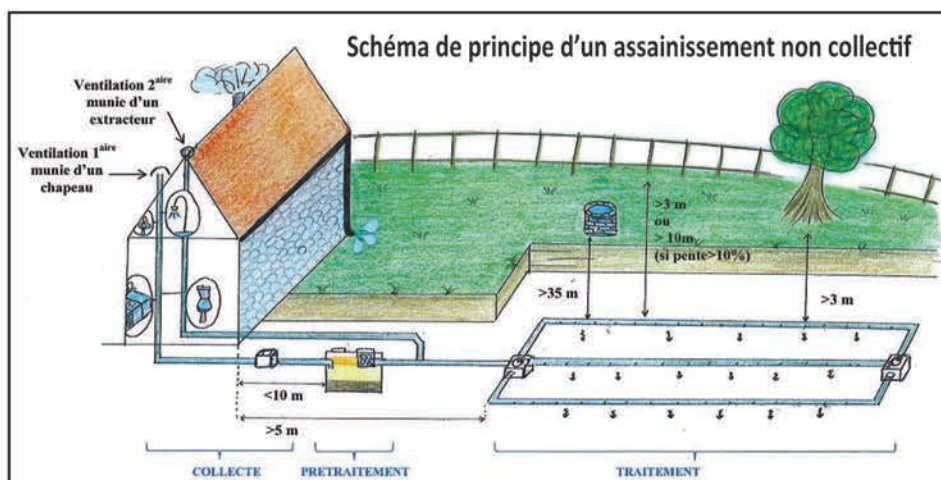 Schéma de principe d'un assainissement non collectif
Ventilation 2aire
munie d'un
extracteur
Ventilation 1aire
munie d'un
chapeau
>3 m
ou
> 10m
(si pente>10%)
>35 m
>3 m
<10 m
>5 m
COLLECTE
PRETRAITEMENT
TRAITEMENT